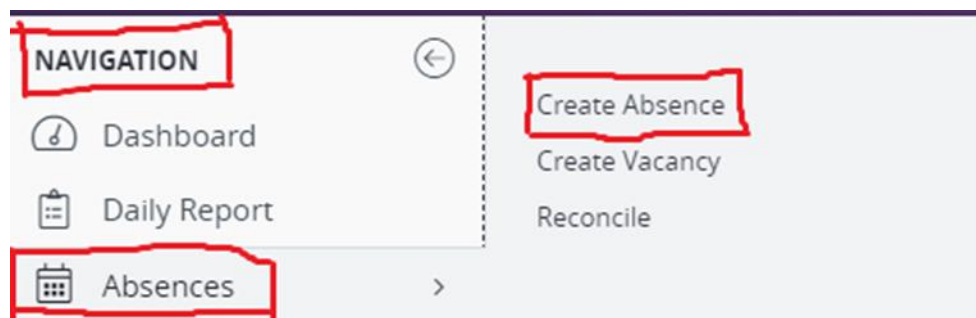 NAVIGATION
Dashboard
Daily Report
Absences
Create Absence
Create Vacancy
Reconcile